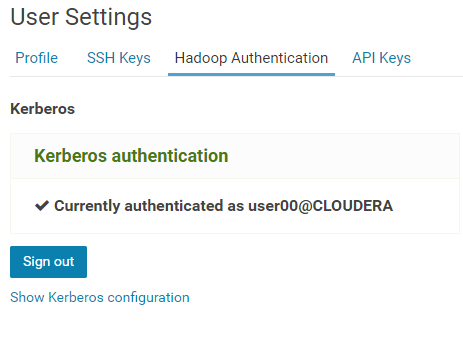 User Settings
Profile SSH Keys Hadoop Authentication API Keys
Kerberos
Kerberos authentication
Currently authenticated as user00@CLOUDERA
Sign out
Show Kerberos configuration